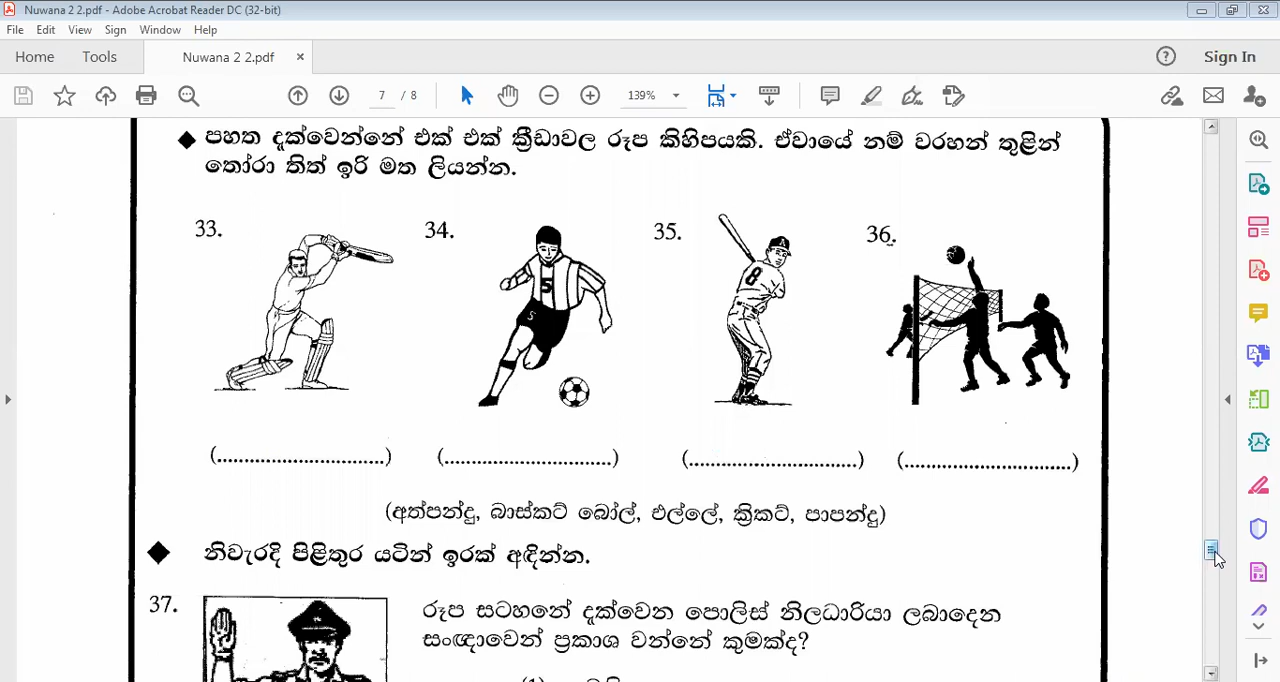 Nuwana 2 2.pdf - Adobe Acrobat Reader DC (32-bit)
File Edit View Sign Window Help
Home Tools Nuwana 2 2.pdf × Sign In
7 / 8 139%
පහත දැක්වෙන්නේ එක් එක් ක්‍රීඩාවල රූප කිහිපයකි. ඒවායේ නම් වරහන් තුළින්
තෝරා තිත් ඉරි මත ලියන්න.
33. 34. 35. 36.
5
S
8
(..............................) (..............................) (..............................) (..............................)
(අත්පන්දු, බාස්කට් බෝල්, එල්ලේ, ක්‍රිකට්, පාපන්දු)
නිවැරදි පිළිතුර යටින් ඉරක් අඳින්න.
37. රූප සටහනේ දැක්වෙන පොලිස් නිලධාරියා ලබාදෙන
සංඥාවෙන් ප්‍රකාශ වන්නේ කුමක්ද?